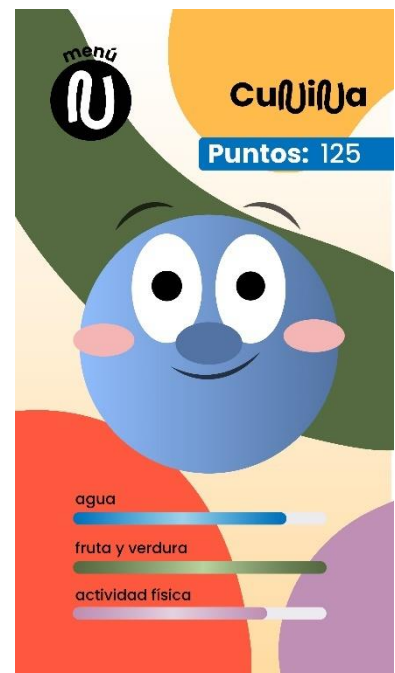 menú
CuNiNa
Puntos: 125
agua
fruta y verdura
actividad física